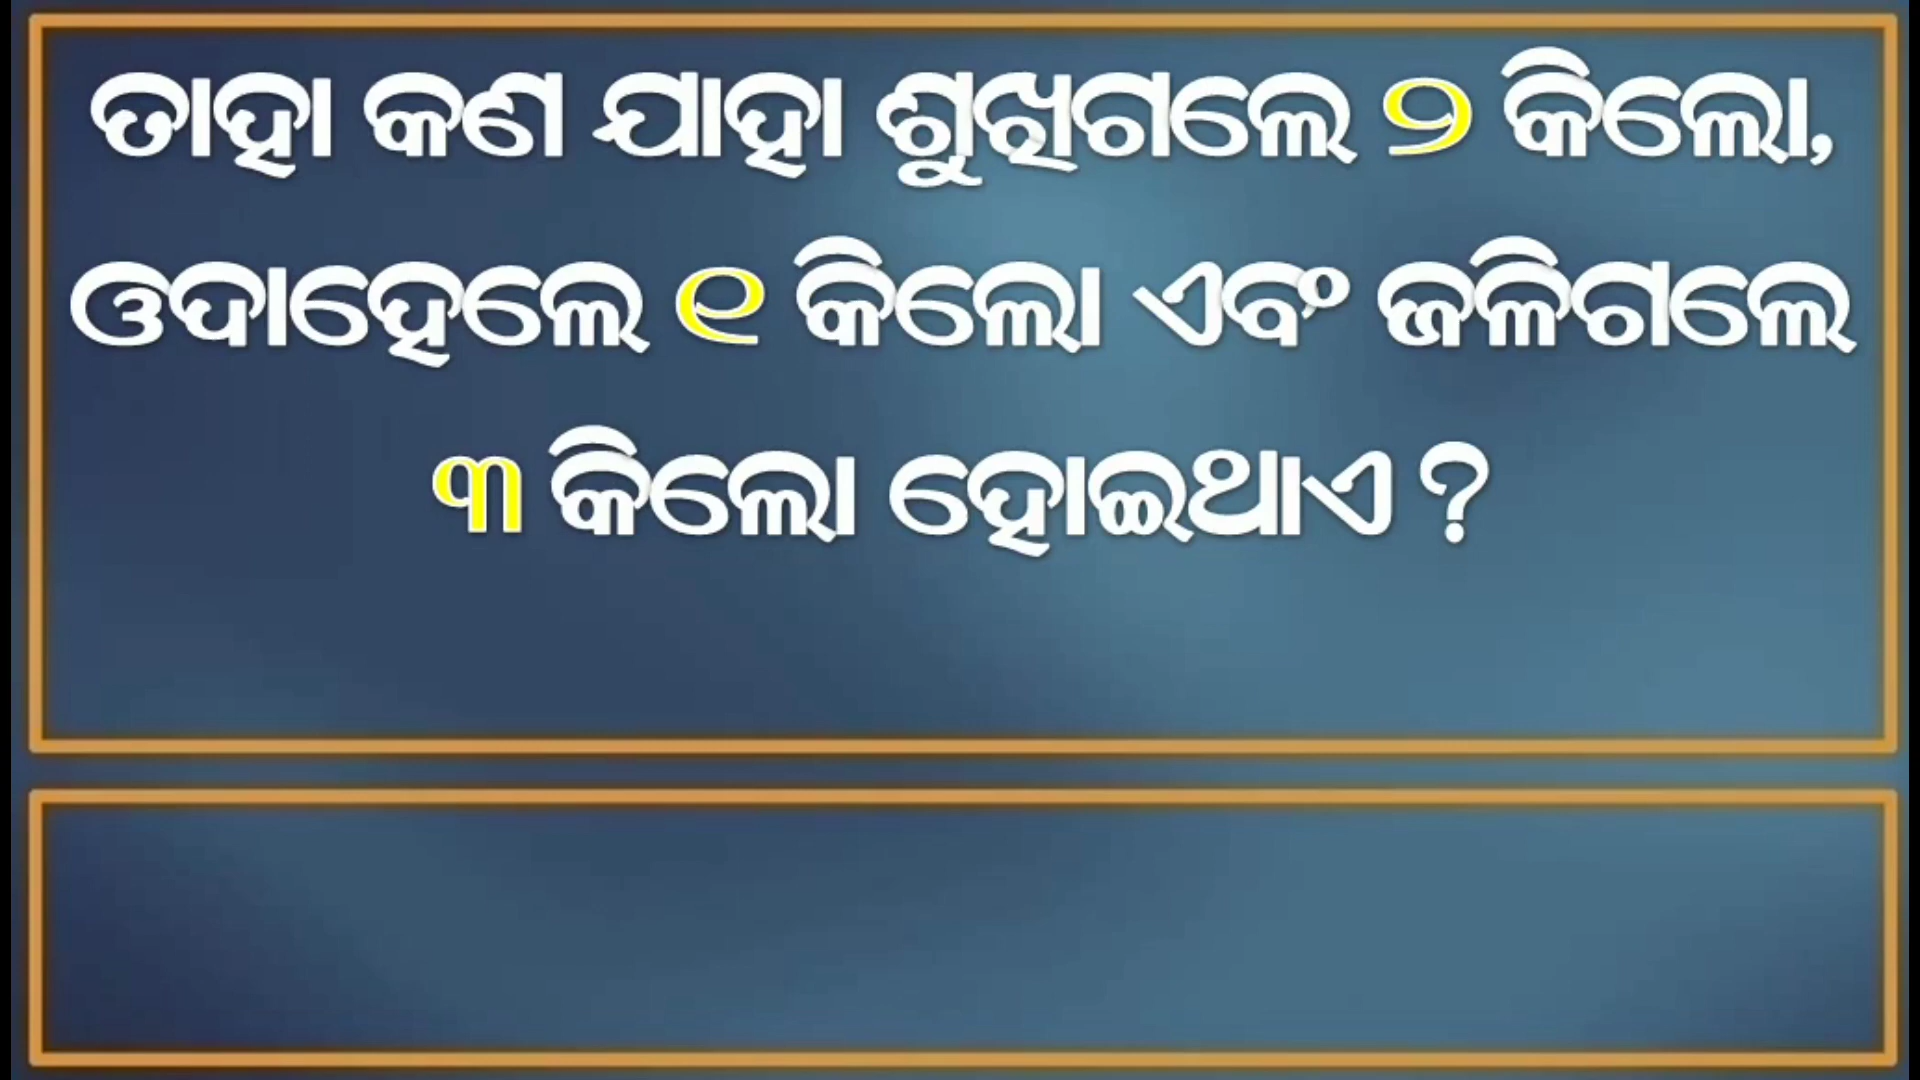 ତାହା କଣ ଯାହା ଶୁଖିଗଲେ ୨ କିଲୋ,
ଓଦାହେଲେ ୧ କିଲୋ ଏବଂ ଜଳିଗଲେ
୩ କିଲୋ ହୋଇଥାଏ ?